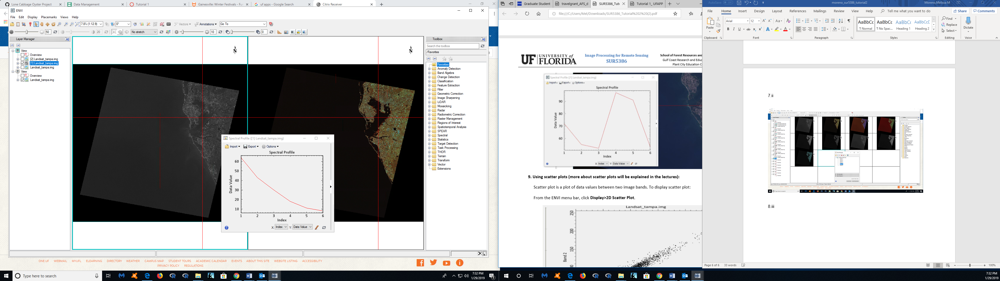 Lone Cabbage Oyster Project
Data Management
Tutorial 1
Gainesville: Winter Festivals - Fun
uf apps - Google Search
Citrix Receiver
ENVI
File Edit Display Placemarks Views Help
7.8% (1:12.9)
0°
Vectors
Annotations
Go To
50
20
No stretch
10
0
Layer Manager
View
Overview
[2] Landsat_tampa.img
[1] Landsat_tampa.img
Landsat_tampa.img
View
Overview
Landsat_tampa.img
N
N
Toolbox
Search the toolbox
/Favorites
Favorites
Anomaly Detection
Band Algebra
Change Detection
Classification
Feature Extraction
Filter
Geometric Correction
Image Sharpening
LiDAR
Mosaicking
Radar
Radiometric Correction
Raster Management
Regions of Interest
Spatiotemporal Analysis
SPEAR
Spectral
Statistics
Target Detection
Task Processing
THOR
Terrain
Transform
Vector
Extensions
Spectral Profile ([1] Landsat_tampa.img)
Import Export Options
Spectral Profile
Data Value
60
50
40
30
20
10
1 2 3 4 5 6
Index
X: Index Y: Data Value
ONE UF WEBMAIL MYUFL ELEARNING DIRECTORY WEATHER CAMPUS MAP STUDENT TOURS ACADEMIC CALENDAR EVENTS ABOUT THIS SITE WEBSITE LISTING ACCESSIBILITY
PRIVACY POLICY REGULATIONS
Type here to search
7:32 PM
1/29/2019
Graduate Student
travelgrant_AFS_d
SUR5386_Tut
Tutorial 1_ UFAPP
file:///C:/Users/Mel/Downloads/SUR5386_Tutorial%202%20(2).pdf
UF UNIVERSITY of FLORIDA
Image Processing for Remote Sensing
SUR5386
School of Forest Resources and
Gulf Coast Research and Educ
Plant City Education C
Spectral Profile ([1] Landsat_tampa.img)
Import Export Options
Spectral Profile
Data Value
90
80
70
60
1 2 3 4 5 6
Index
X: Index Y: Data Value
9. Using scatter plots (more about scatter plots will be explained in the lectures):
Scatter plot is a plot of data values between two image bands. To display scatter plot:
From the ENVI menu bar, click Display>2D Scatter Plot.
Landsat_tampa.img
250
200
150
Band 2
AutoSave Off
moreno_sur5386_tutorial2
Moreno,Melissa M
File Home Insert Design Layout References Mailings Review View Help Tell me what you want to do
Share
Comments
Paste
Clipboard
Arial
12
Font
Paragraph
AaBbCc
¶ Normal
AaBbCc
¶ No Spac...
AaBbCc
Heading 1
AaBbCcD
Heading 2
Styles
Find
Replace
Select
Editing
Dictate
Voice
7.ii
8.iii
Page 6 of 6 33 words
100%
7:32 PM
1/29/2019